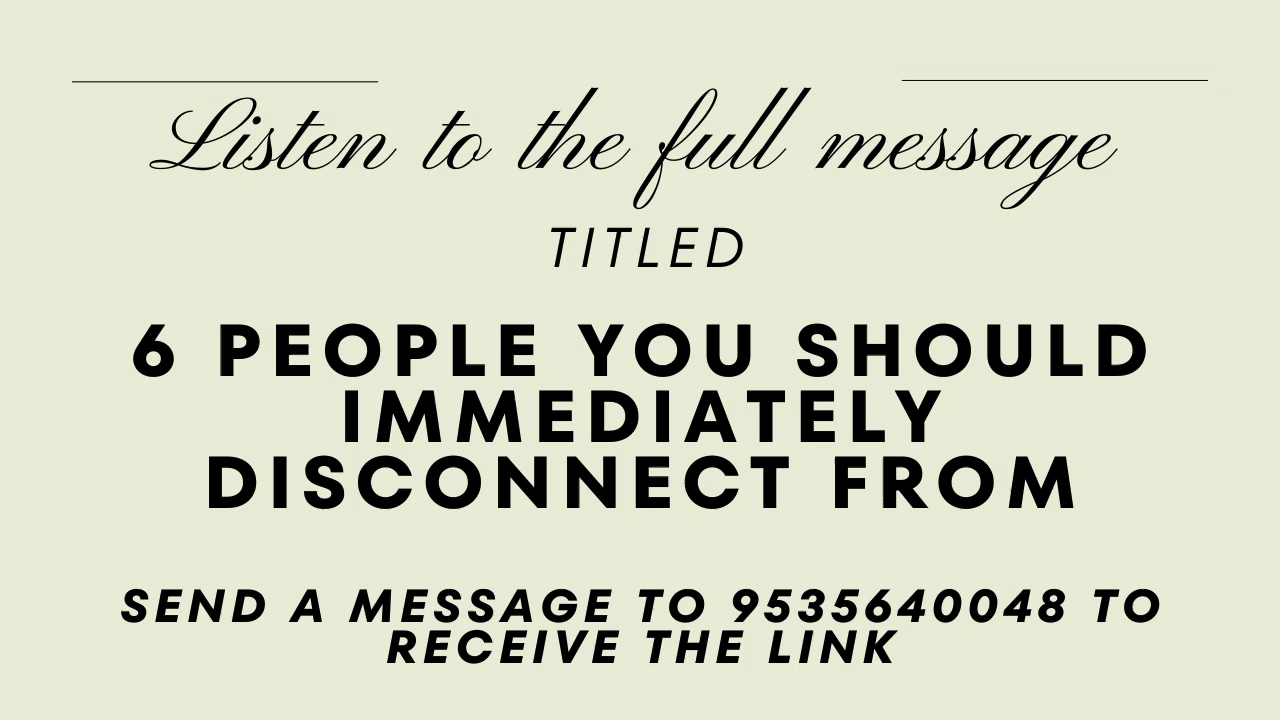 Listen to the full message
TITLED
6 PEOPLE YOU SHOULD
IMMEDIATELY
DISCONNECT FROM
SEND A MESSAGE TO 9535640048 TO
RECEIVE THE LINK